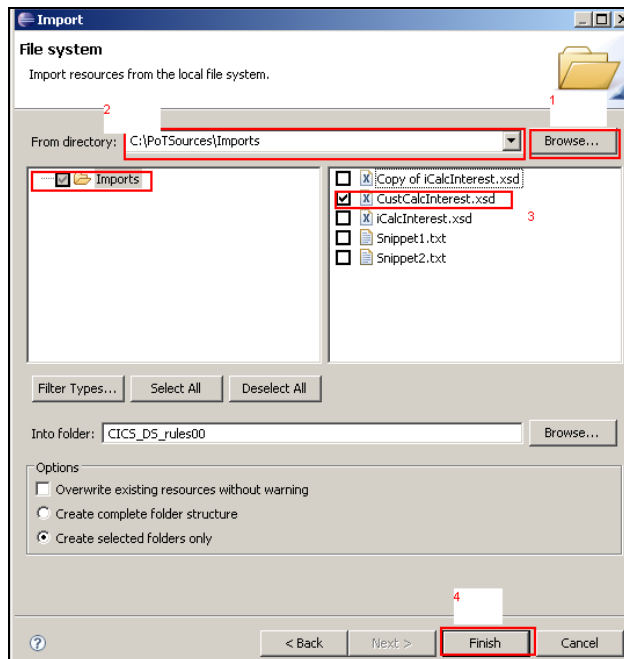 Import
File system
Import resources from the local file system.
2
1
From directory: C:\PoTSources\Imports Browse...
Imports
Copy of iCalcInterest.xsd
CustCalcInterest.xsd
3
iCalcInterest.xsd
Snippet1.txt
Snippet2.txt
Filter Types... Select All Deselect All
Into folder: CICS_DS_rules00 Browse...
Options
Overwrite existing resources without warning
Create complete folder structure
Create selected folders only
4
? < Back Next > Finish Cancel